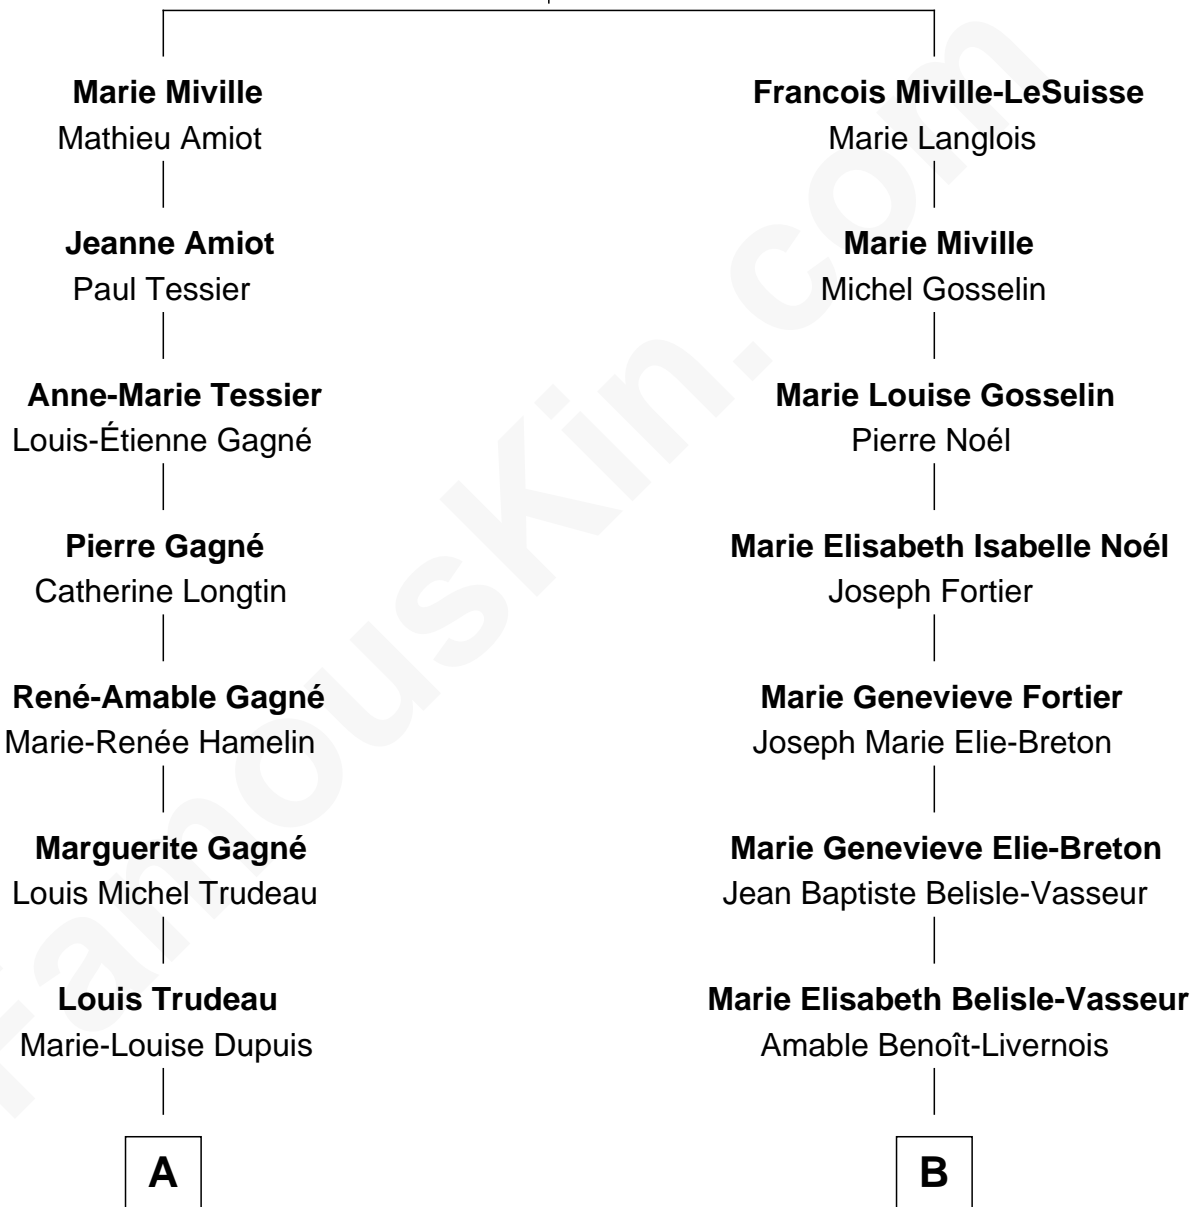 Marie Miville
Mathieu Amiot
Jeanne Amiot
Paul Tessier
Anne-Marie Tessier
Louis-Étienne Gagné
Pierre Gagné
Catherine Longtin
René-Amable Gagné
Marie-Renée Hamelin
Marguerite Gagné
Louis Michel Trudeau
Louis Trudeau
Marie-Louise Dupuis
A
Francois Miville-LeSuisse
Marie Langlois
Marie Miville
Michel Gosselin
Marie Louise Gosselin
Pierre Noél
Marie Elisabeth Isabelle Noél
Joseph Fortier
Marie Genevieve Fortier
Joseph Marie Elie-Breton
Marie Genevieve Elie-Breton
Jean Baptiste Belisle-Vasseur
Marie Elisabeth Belisle-Vasseur
Amable Benoît-Livernois
B
FamousKin.com